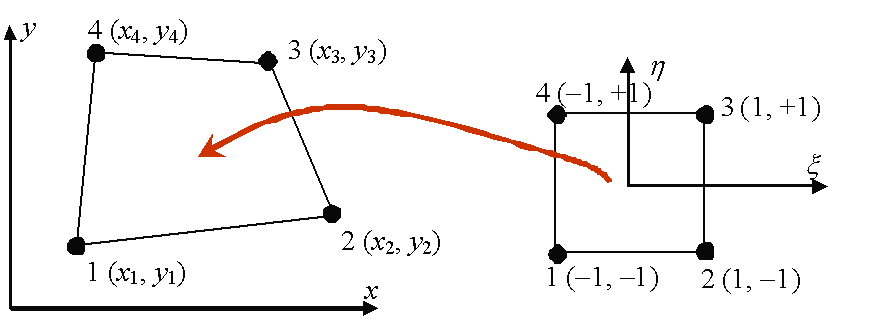 y
4 (x4, y4)
3 (x3, y3)
2 (x2, y2)
1 (x1, y1)
x
η
4 (–1, +1)
3 (1, +1)
ξ
1 (–1, –1)
2 (1, –1)